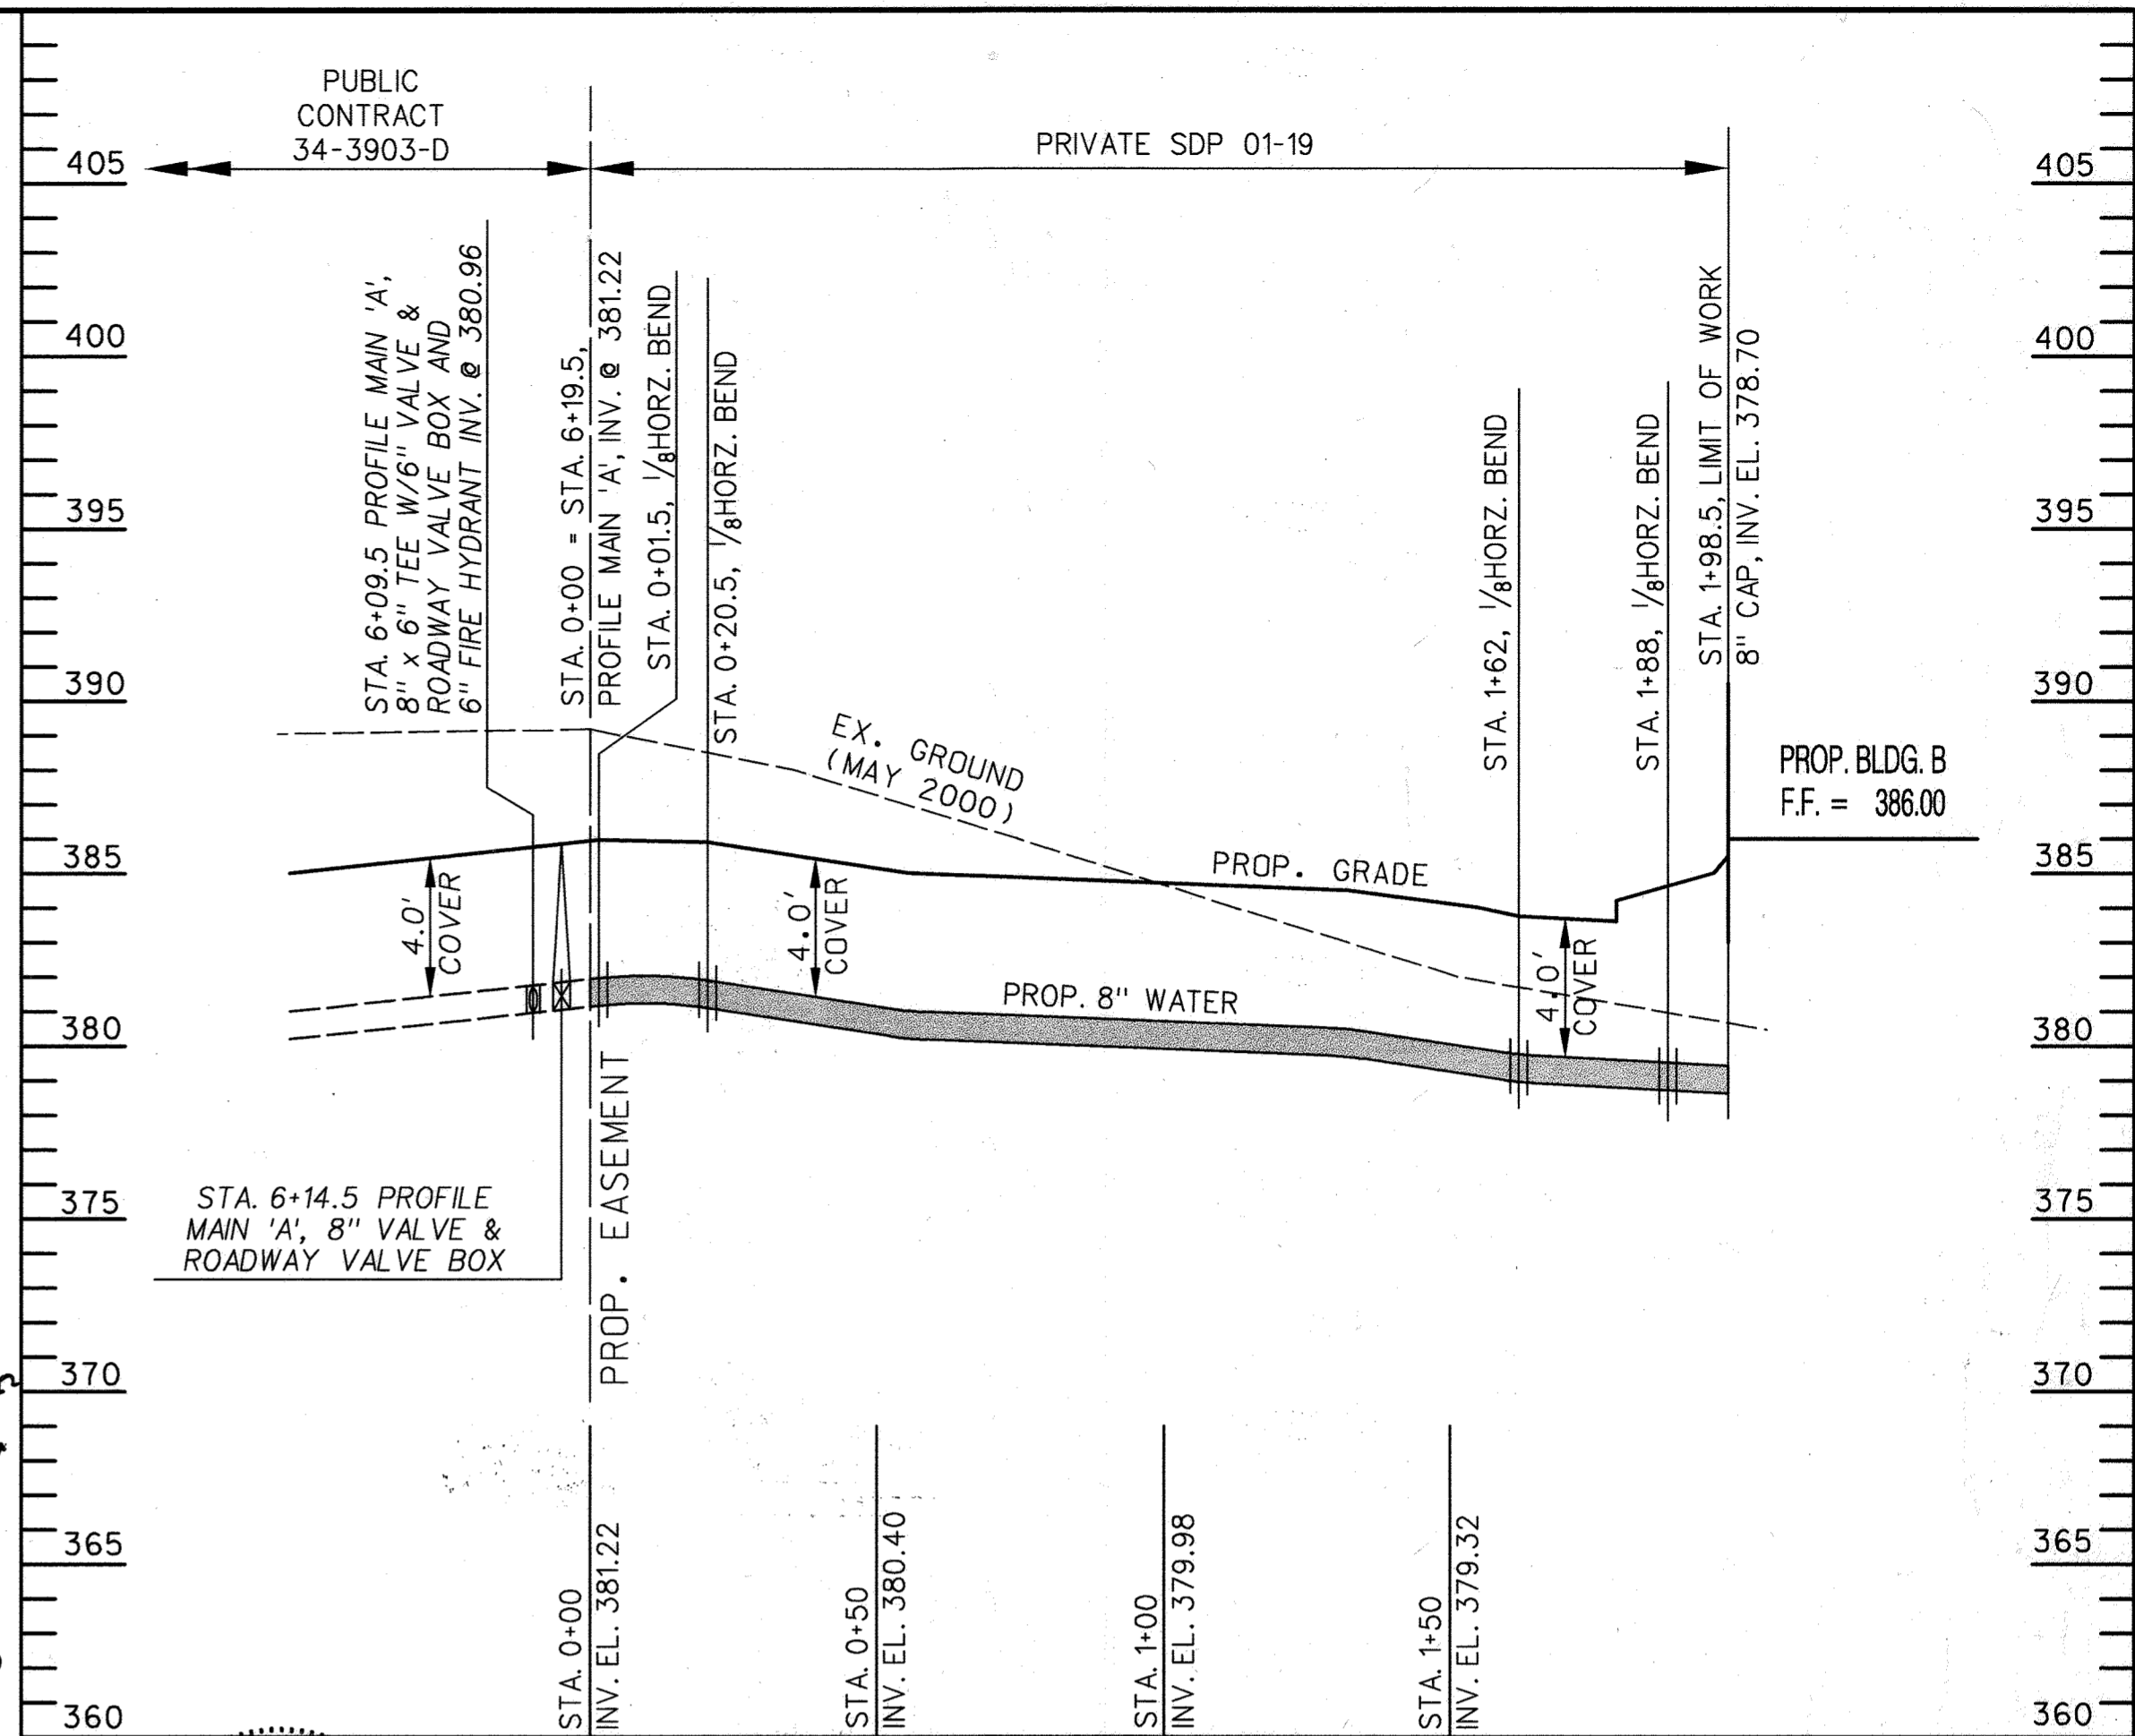 PUBLIC
CONTRACT
34-3903-D
PRIVATE SDP 01-19
405
400
395
390
385
380
375
370
365
360
405
400
395
390
385
380
375
370
365
360
STA. 6+09.5 PROFILE MAIN 'A',
8" x 6" TEE W/6" VALVE &
ROADWAY VALVE BOX AND
6" FIRE HYDRANT INV. @ 380.96
STA. 0+00 = STA. 6+19.5,
PROFILE MAIN 'A', INV. @ 381.22
STA. 0+01.5, 1/8 HORZ. BEND
STA. 0+20.5, 1/8 HORZ. BEND
STA. 1+62, 1/8 HORZ. BEND
STA. 1+88, 1/8 HORZ. BEND
STA. 1+98.5, LIMIT OF WORK
8" CAP, INV. EL. 378.70
EX. GROUND
(MAY 2000)
PROP. BLDG. B
F.F. = 386.00
PROP. GRADE
4.0'
COVER
4.0'
COVER
4.0'
COVER
PROP. 8" WATER
PROP. EASEMENT
STA. 6+14.5 PROFILE
MAIN 'A', 8" VALVE &
ROADWAY VALVE BOX
STA. 0+00
INV. EL. 381.22
STA. 0+50
INV. EL. 380.40
STA. 1+00
INV. EL. 379.98
STA. 1+50
INV. EL. 379.32